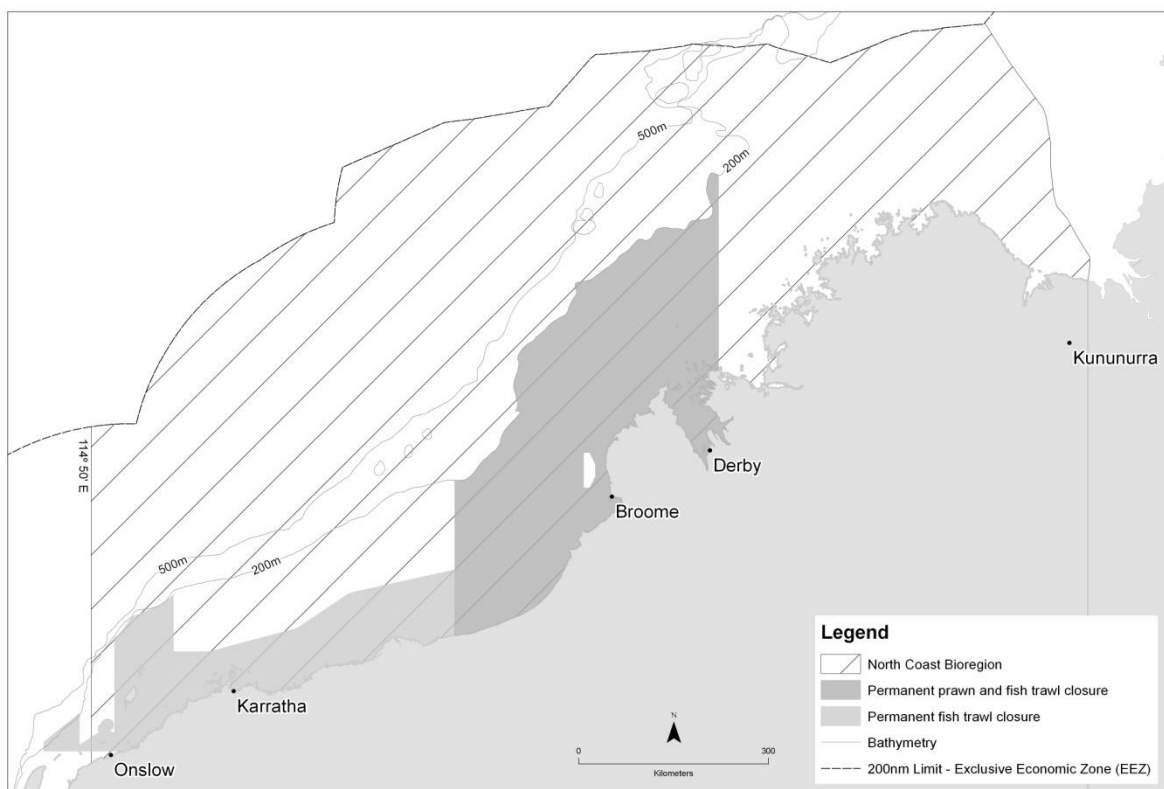 500m
200m
114° 50' E
Kununurra
Derby
Broome
500m
200m
Karratha
Onslow
N
0 300
Kilometers
Legend
North Coast Bioregion
Permanent prawn and fish trawl closure
Permanent fish trawl closure
Bathymetry
200nm Limit - Exclusive Economic Zone (EEZ)